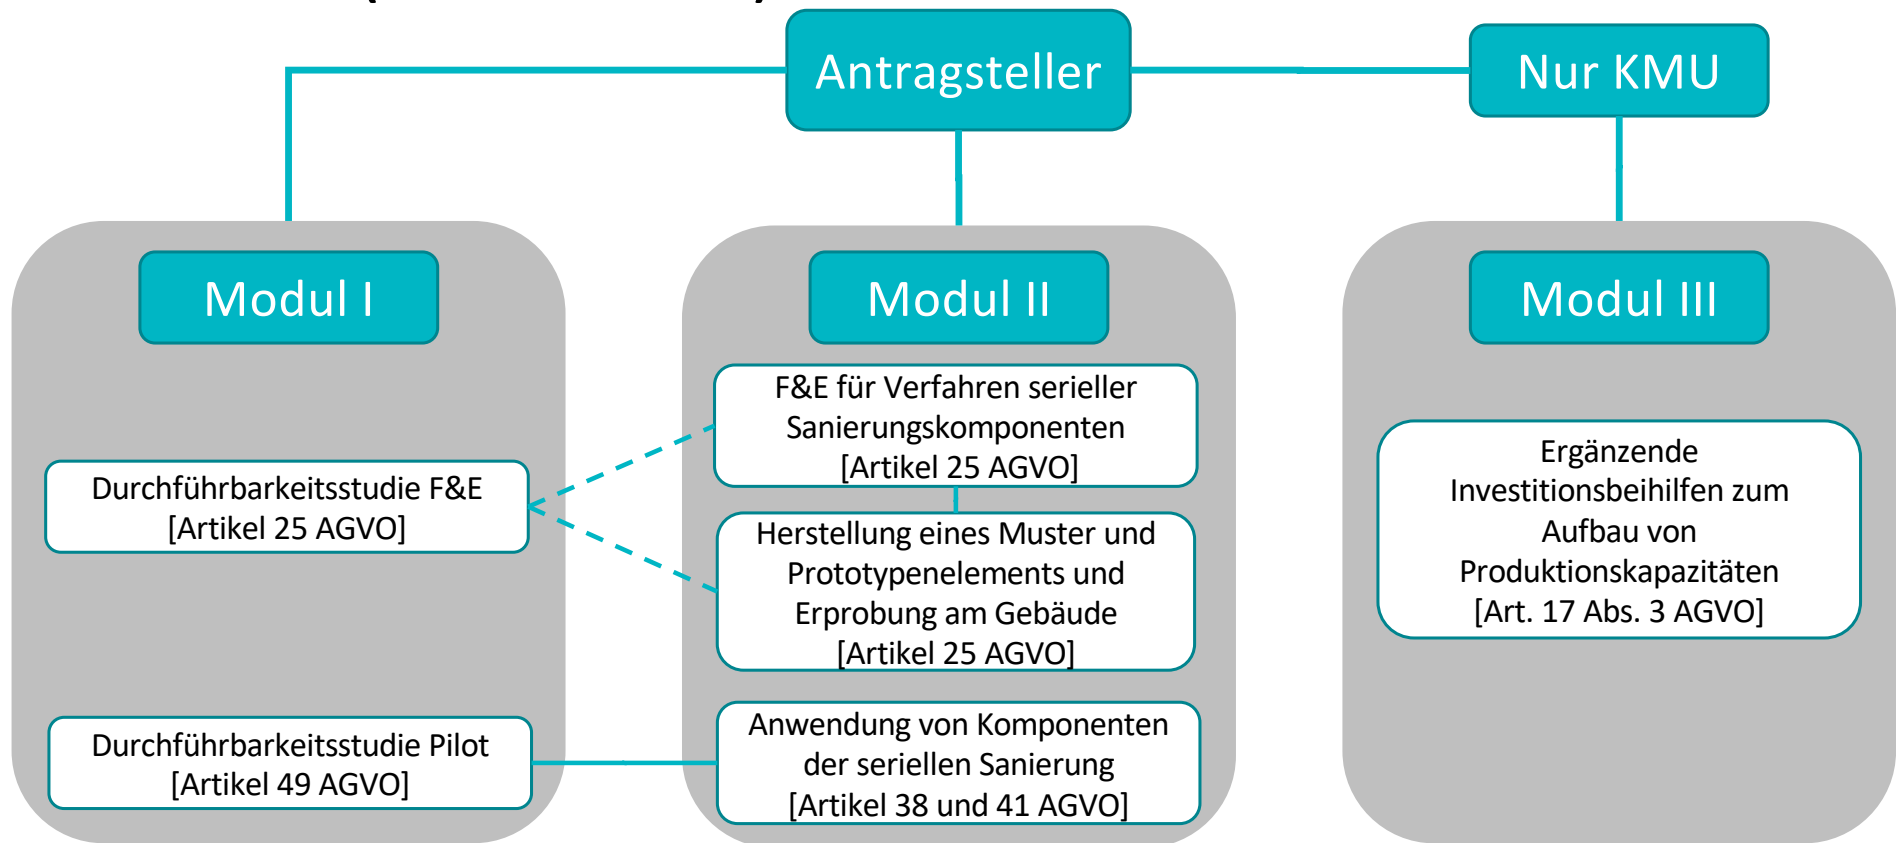 Antragsteller
Nur KMU
Modul I
Durchführbarkeitsstudie F&E
[Artikel 25 AGVO]
Durchführbarkeitsstudie Pilot
[Artikel 49 AGVO]
Modul II
F&E für Verfahren serieller
Sanierungskomponenten
[Artikel 25 AGVO]
Herstellung eines Muster und
Prototypenelements und
Erprobung am Gebäude
[Artikel 25 AGVO]
Anwendung von Komponenten
der seriellen Sanierung
[Artikel 38 und 41 AGVO]
Modul III
Ergänzende
Investitionsbeihilfen zum
Aufbau von
Produktionskapazitäten
[Art. 17 Abs. 3 AGVO]